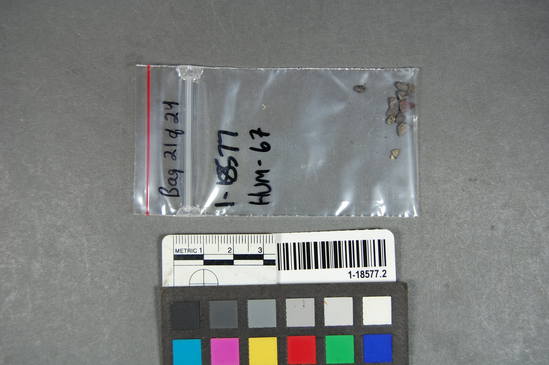 Bag 21 of 24
1-18577
HUM-67
METRIC 1 2 3
1-18577.2